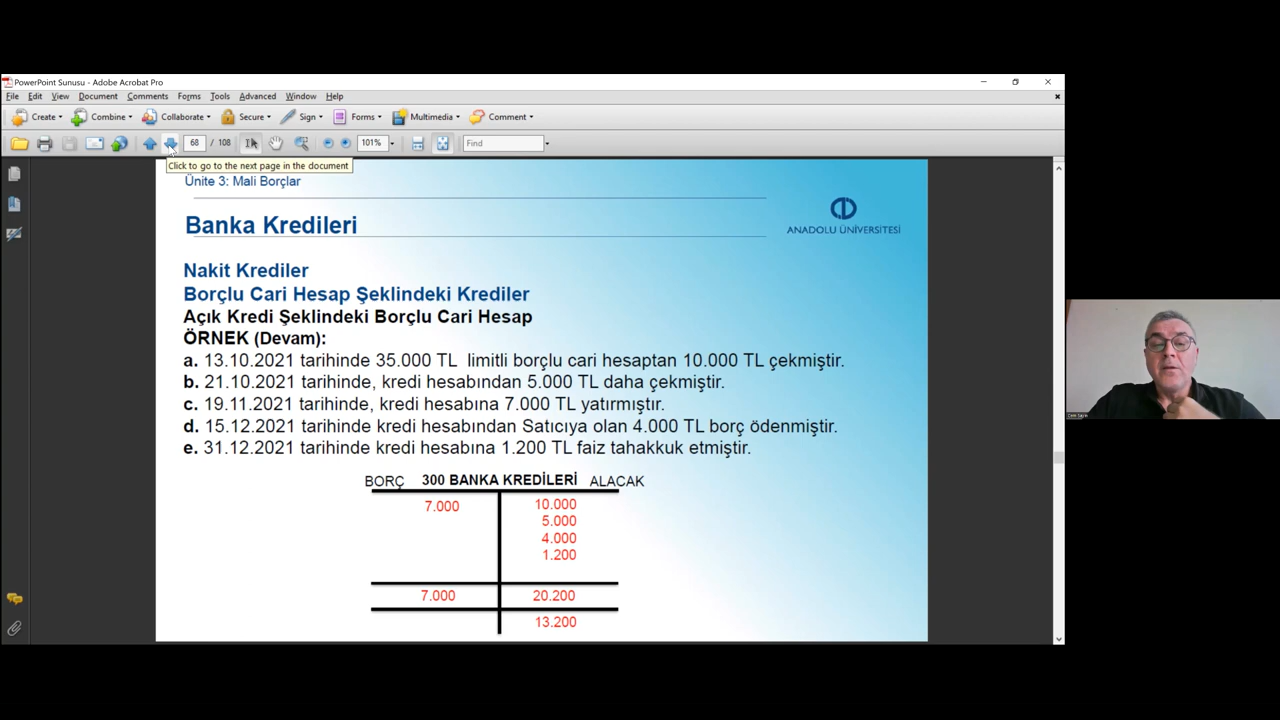 PowerPoint Sunusu - Adobe Acrobat Pro
File Edit View Document Comments Forms Tools Advanced Window Help
Create Combine Collaborate Secure Sign Forms Multimedia Comment
68 / 108 101% Find
Click to go to the next page in the document
Ünite 3: Mali Borçlar
Banka Kredileri
ANADOLU ÜNİVERSİTESİ
Nakit Krediler
Borçlu Cari Hesap Şeklindeki Krediler
Açık Kredi Şeklindeki Borçlu Cari Hesap
ÖRNEK (Devam):
a. 13.10.2021 tarihinde 35.000 TL limitli borçlu cari hesaptan 10.000 TL çekmiştir.
b. 21.10.2021 tarihinde, kredi hesabından 5.000 TL daha çekmiştir.
c. 19.11.2021 tarihinde, kredi hesabına 7.000 TL yatırmıştır.
d. 15.12.2021 tarihinde kredi hesabından Satıcıya olan 4.000 TL borç ödenmiştir.
e. 31.12.2021 tarihinde kredi hesabına 1.200 TL faiz tahakkuk etmiştir.
BORÇ 300 BANKA KREDİLERİ ALACAK
7.000 10.000
5.000
4.000
1.200
7.000 20.200
13.200